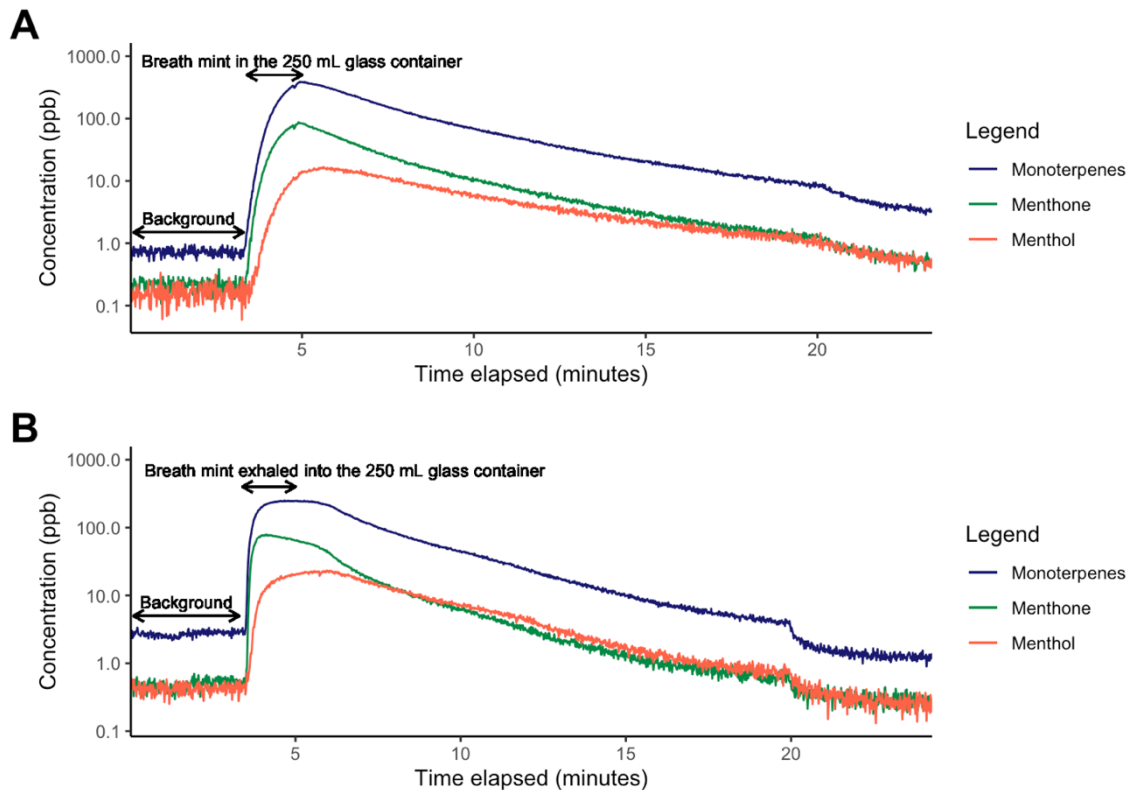 A
Breath mint in the 250 mL glass container
Background
Concentration (ppb)
1000.0
100.0
10.0
1.0
0.1
5
10
15
20
Time elapsed (minutes)
Legend
Monoterpenes
Menthone
Menthol
B
Breath mint exhaled into the 250 mL glass container
Background
Concentration (ppb)
1000.0
100.0
10.0
1.0
0.1
5
10
15
20
Time elapsed (minutes)
Legend
Monoterpenes
Menthone
Menthol